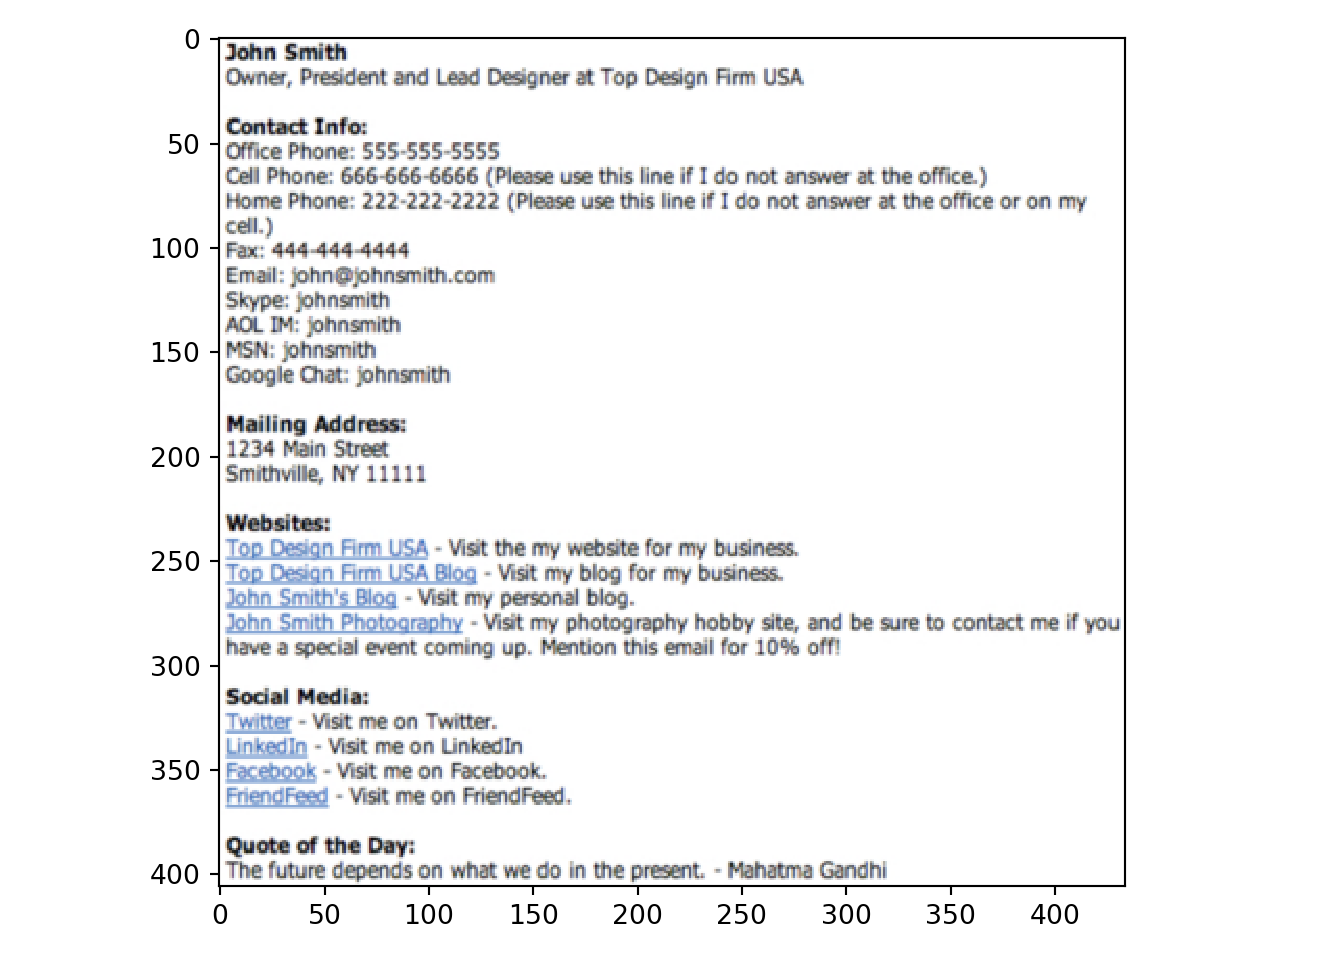 John Smith
Owner, President and Lead Designer at Top Design Firm USA
Contact Info:
Office Phone: 555-555-5555
Cell Phone: 666-666-6666 (Please use this line if I do not answer at the office.)
Home Phone: 222-222-2222 (Please use this line if I do not answer at the office or on my
cell.)
Fax: 444-444-4444
Email: john@johnsmith.com
Skype: johnsmith
AOL IM: johnsmith
MSN: johnsmith
Google Chat: johnsmith
Mailing Address:
1234 Main Street
Smithville, NY 11111
Websites:
Top Design Firm USA - Visit the my website for my business.
Top Design Firm USA Blog - Visit my blog for my business.
John Smith's Blog - Visit my personal blog.
John Smith Photography - Visit my photography hobby site, and be sure to contact me if you
have a special event coming up. Mention this email for 10% off!
Social Media:
Twitter - Visit me on Twitter.
LinkedIn - Visit me on LinkedIn
Facebook - Visit me on Facebook.
FriendFeed - Visit me on FriendFeed.
Quote of the Day:
The future depends on what we do in the present. - Mahatma Gandhi
0
50
100
150
200
250
300
350
400
0 50 100 150 200 250 300 350 400